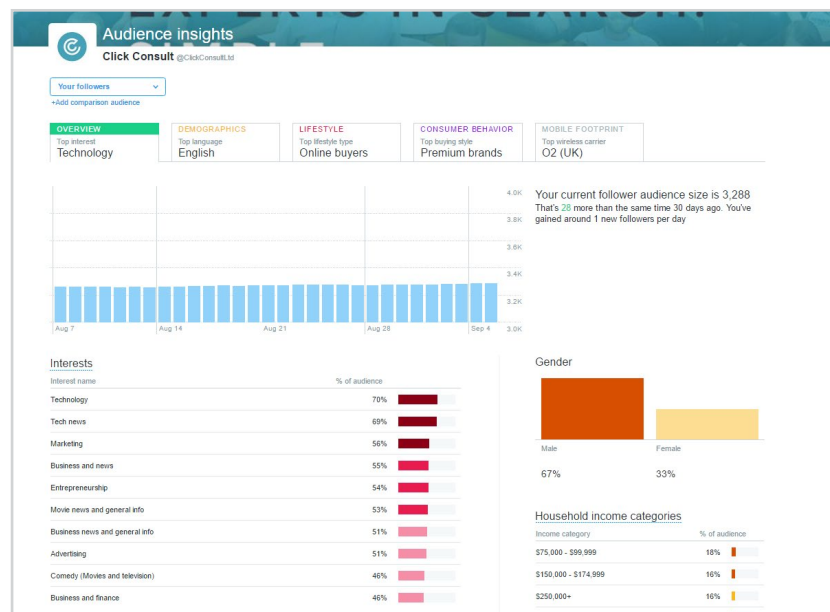 EXPERTS IN SEARCH.
SIMPLE
Audience insights
Click Consult @ClickConsultLtd
Your followers
+Add comparison audience
OVERVIEW
Top interest
Technology
DEMOGRAPHICS
Top language
English
LIFESTYLE
Top lifestyle type
Online buyers
CONSUMER BEHAVIOR
Top buying style
Premium brands
MOBILE FOOTPRINT
Top wireless carrier
O2 (UK)
4.0K
3.8K
3.6K
3.4K
3.2K
3.0K
Aug 7
Aug 14
Aug 21
Aug 28
Sep 4
Your current follower audience size is 3,288
That's 28 more than the same time 30 days ago. You've
gained around 1 new followers per day
Interests
Interest name % of audience
Technology 70%
Tech news 69%
Marketing 56%
Business and news 55%
Entrepreneurship 54%
Movie news and general info 53%
Business news and general info 51%
Advertising 51%
Comedy (Movies and television) 46%
Business and finance 46%
Gender
Male Female
67% 33%
Household income categories
Income category % of audience
$75,000 - $99,999 18%
$150,000 - $174,999 16%
$250,000+ 16%